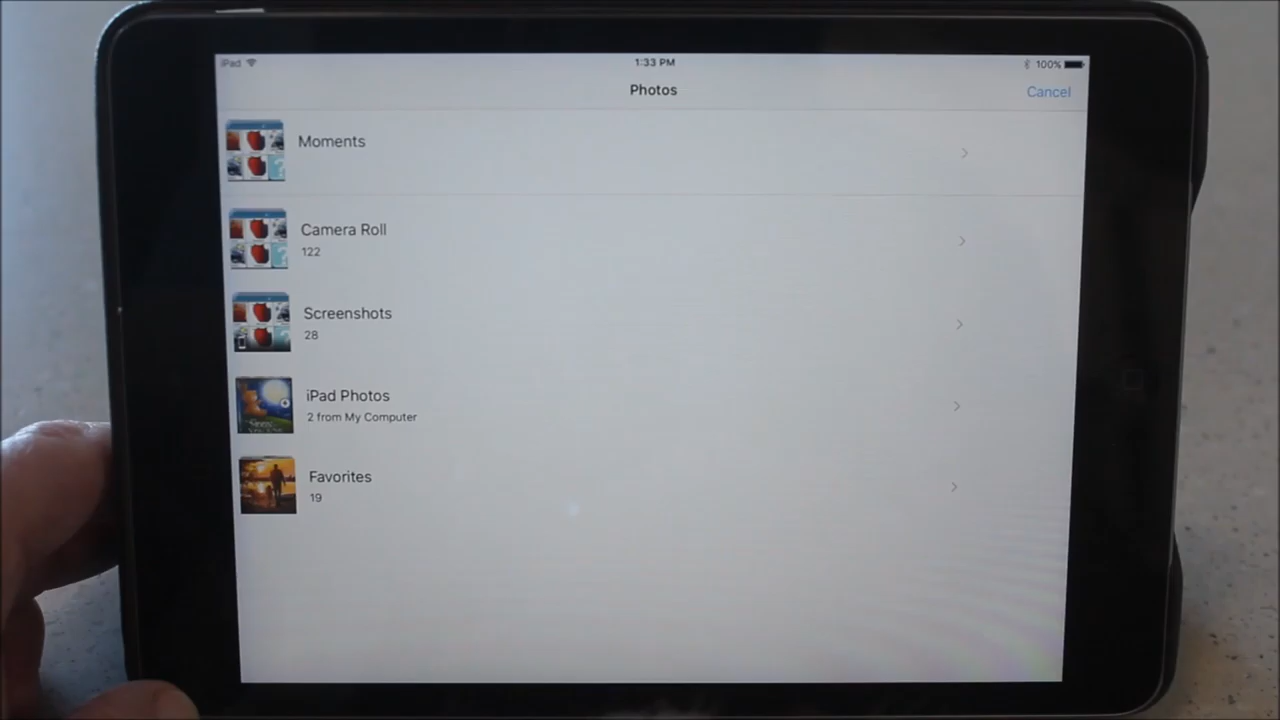 iPad
1:33 PM
100%
Photos
Cancel
Moments
Camera Roll
122
Screenshots
28
iPad Photos
2 from My Computer
Favorites
19